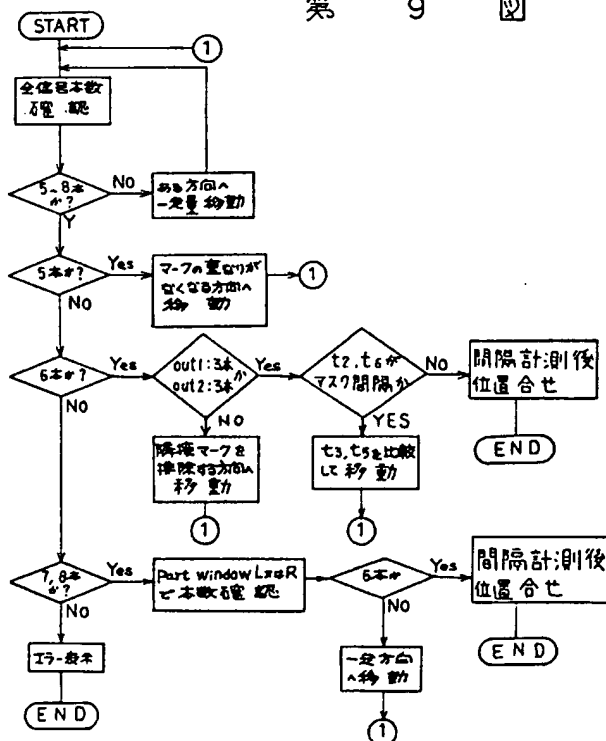 第 9 図
START
1
全信号本数
確認
5~8本
か?
No
ある方向へ
一定量移動
Y
5本か?
Yes
マークの重なりが
なくなる方向へ
移動
1
No
6本か?
Yes
out1:3本か
out2:3本
Yes
t2,t6が
マスク間隔か
NO
間隔計測後
位置合せ
END
NO
隣接マークを
排除する方向へ
移動
1
YES
t3,t5を比較
して移動
1
No
7,8本
か?
Yes
Part window L又はR
で本数確認
6本か
Yes
間隔計測後
位置合せ
END
No
エラー表示
END
NO
一定方向
へ移動
1